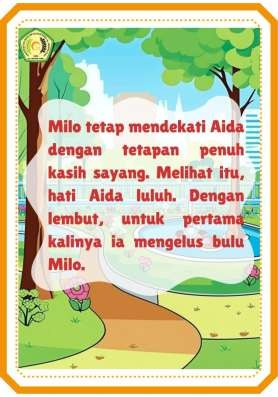 Milo tetap mendekati Aida
dengan tetapan penuh
kasih sayang. Melihat itu,
hati Aida luluh. Dengan
lembut, untuk pertama
kalinya ia mengelus bulu
Milo.